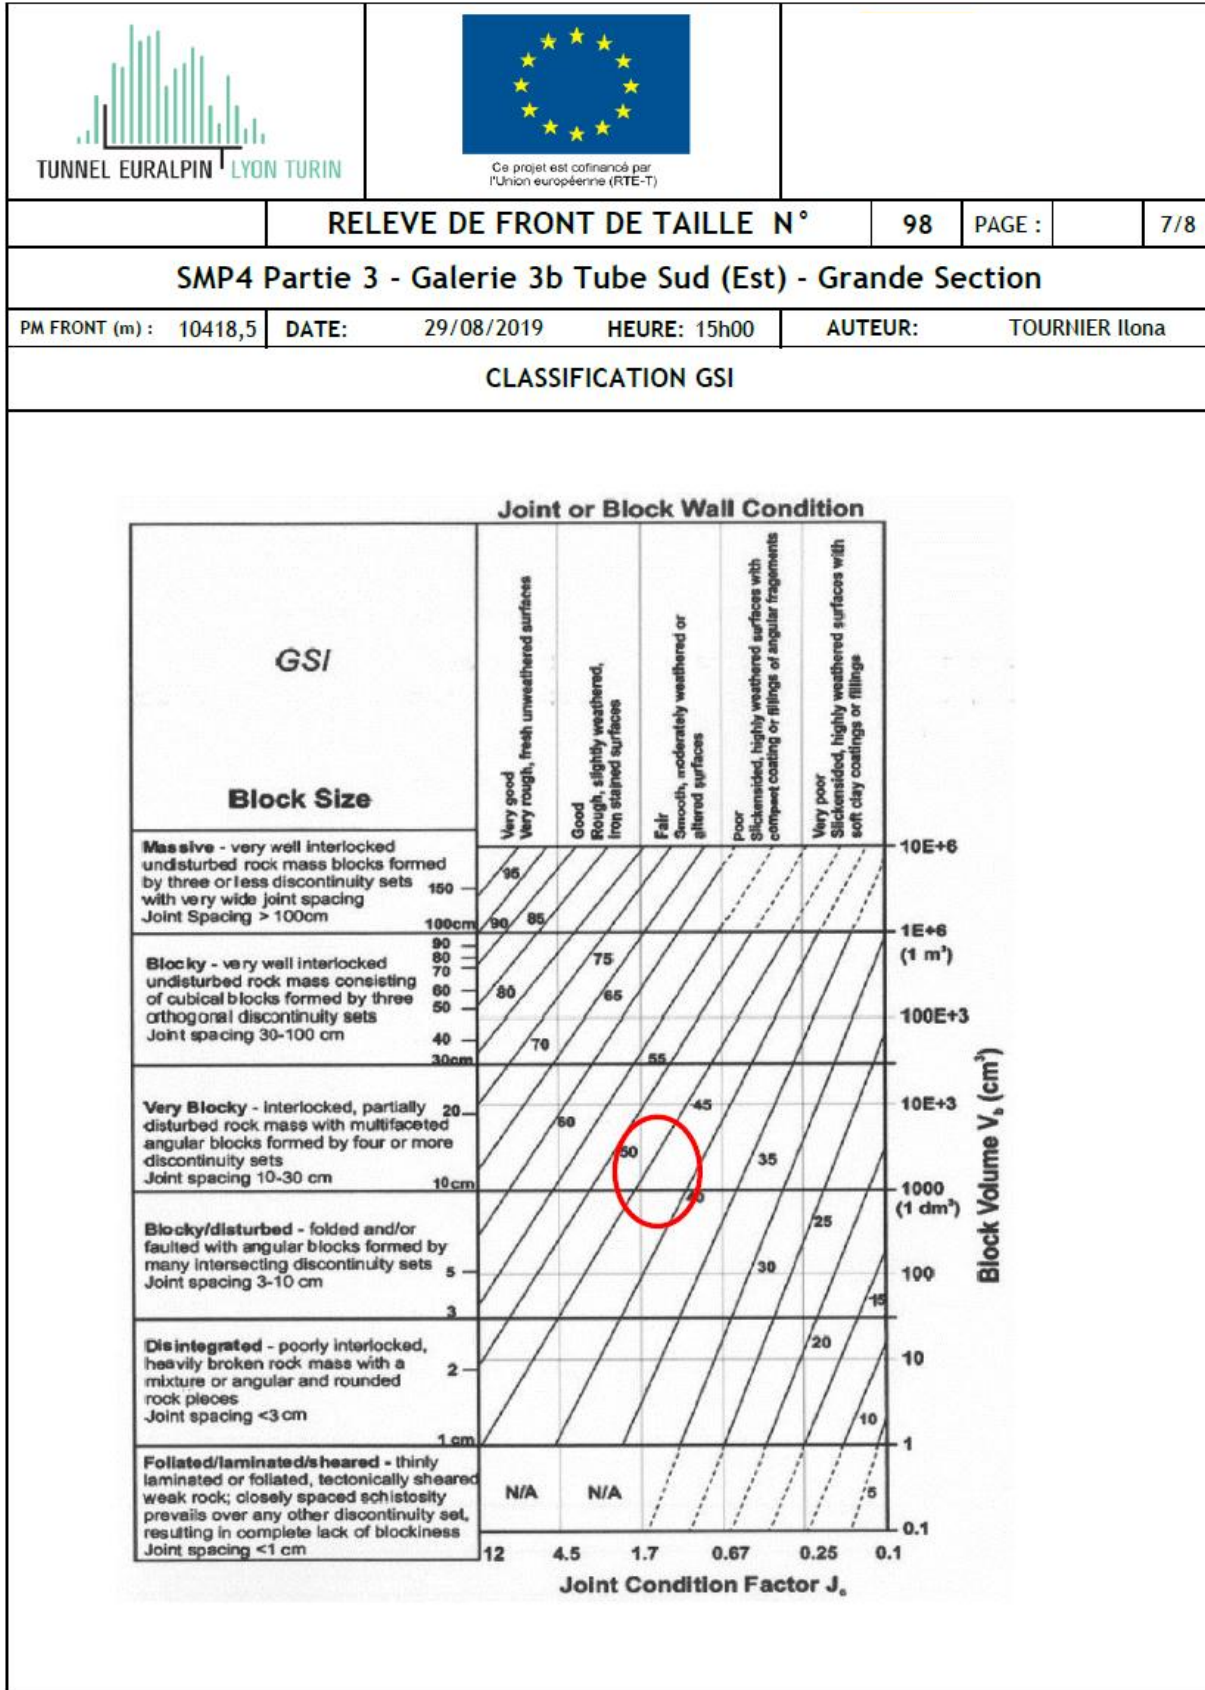 TUNNEL EURALPIN LYON TURIN
Ce projet est cofinancé par
l'Union européenne (RTE-T)
RELEVE DE FRONT DE TAILLE N° 98 PAGE : 7/8
SMP4 Partie 3 - Galerie 3b Tube Sud (Est) - Grande Section
PM FRONT (m) : 10418,5 DATE: 29/08/2019 HEURE: 15h00 AUTEUR: TOURNIER Ilona
CLASSIFICATION GSI
Joint or Block Wall Condition
GSI
Block Size
Very good
Very rough, fresh unweathered surfaces
Good
Rough, slightly weathered,
iron stained surfaces
Fair
Smooth, moderately weathered or
altered surfaces
Poor
Slickensided, highly weathered surfaces with
compact coating or fillings of angular fragements
Very poor
Slickensided, highly weathered surfaces with
soft clay coatings or fillings
Massive - very well interlocked
undisturbed rock mass blocks formed
by three or less discontinuity sets
with very wide joint spacing
Joint Spacing > 100cm
150
100cm
95
90
85
10E+6
Blocky - very well interlocked
undisturbed rock mass consisting
of cubical blocks formed by three
orthogonal discontinuity sets
Joint spacing 30-100 cm
90
80
70
60
50
40
30cm
75
80
65
70
55
1E+6
(1 m³)
100E+3
Very Blocky - interlocked, partially
disturbed rock mass with multifaceted
angular blocks formed by four or more
discontinuity sets
Joint spacing 10-30 cm
20
10cm
45
60
50
35
40
10E+3
1000
(1 dm³)
Blocky/disturbed - folded and/or
faulted with angular blocks formed by
many intersecting discontinuity sets
Joint spacing 3-10 cm
5
3
25
30
15
100
Disintegrated - poorly interlocked,
heavily broken rock mass with a
mixture or angular and rounded
rock pieces
Joint spacing <3 cm
2
1 cm
20
10
10
1
Foliated/laminated/sheared - thinly
laminated or foliated, tectonically sheared
weak rock; closely spaced schistosity
prevails over any other discontinuity set,
resulting in complete lack of blockiness
Joint spacing <1 cm
N/A
N/A
5
0.1
Block Volume V_b (cm³)
12 4.5 1.7 0.67 0.25 0.1
Joint Condition Factor J_c